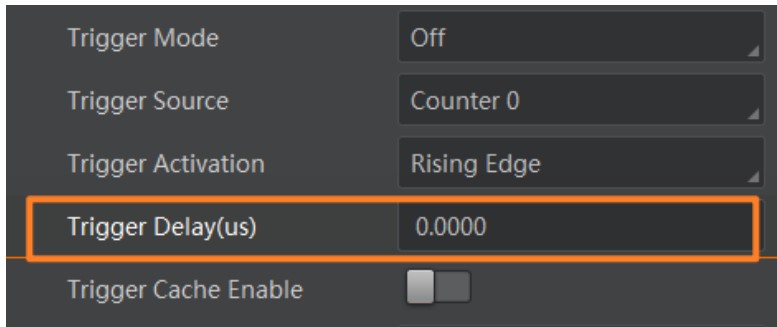 Trigger Mode Off
Trigger Source Counter 0
Trigger Activation Rising Edge
Trigger Delay(us) 0.0000
Trigger Cache Enable